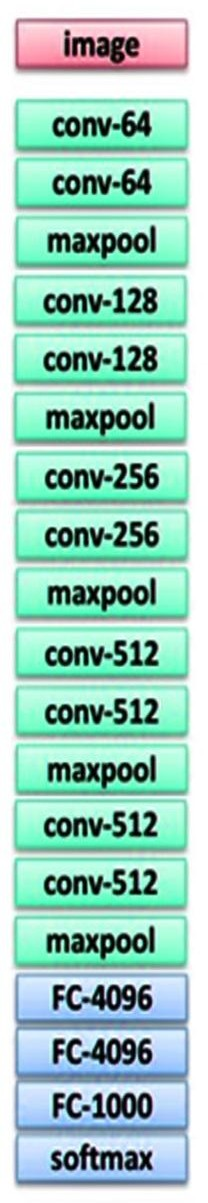 image
conv-64
conv-64
maxpool
conv-128
conv-128
maxpool
conv-256
conv-256
maxpool
conv-512
conv-512
maxpool
conv-512
conv-512
maxpool
FC-4096
FC-4096
FC-1000
softmax